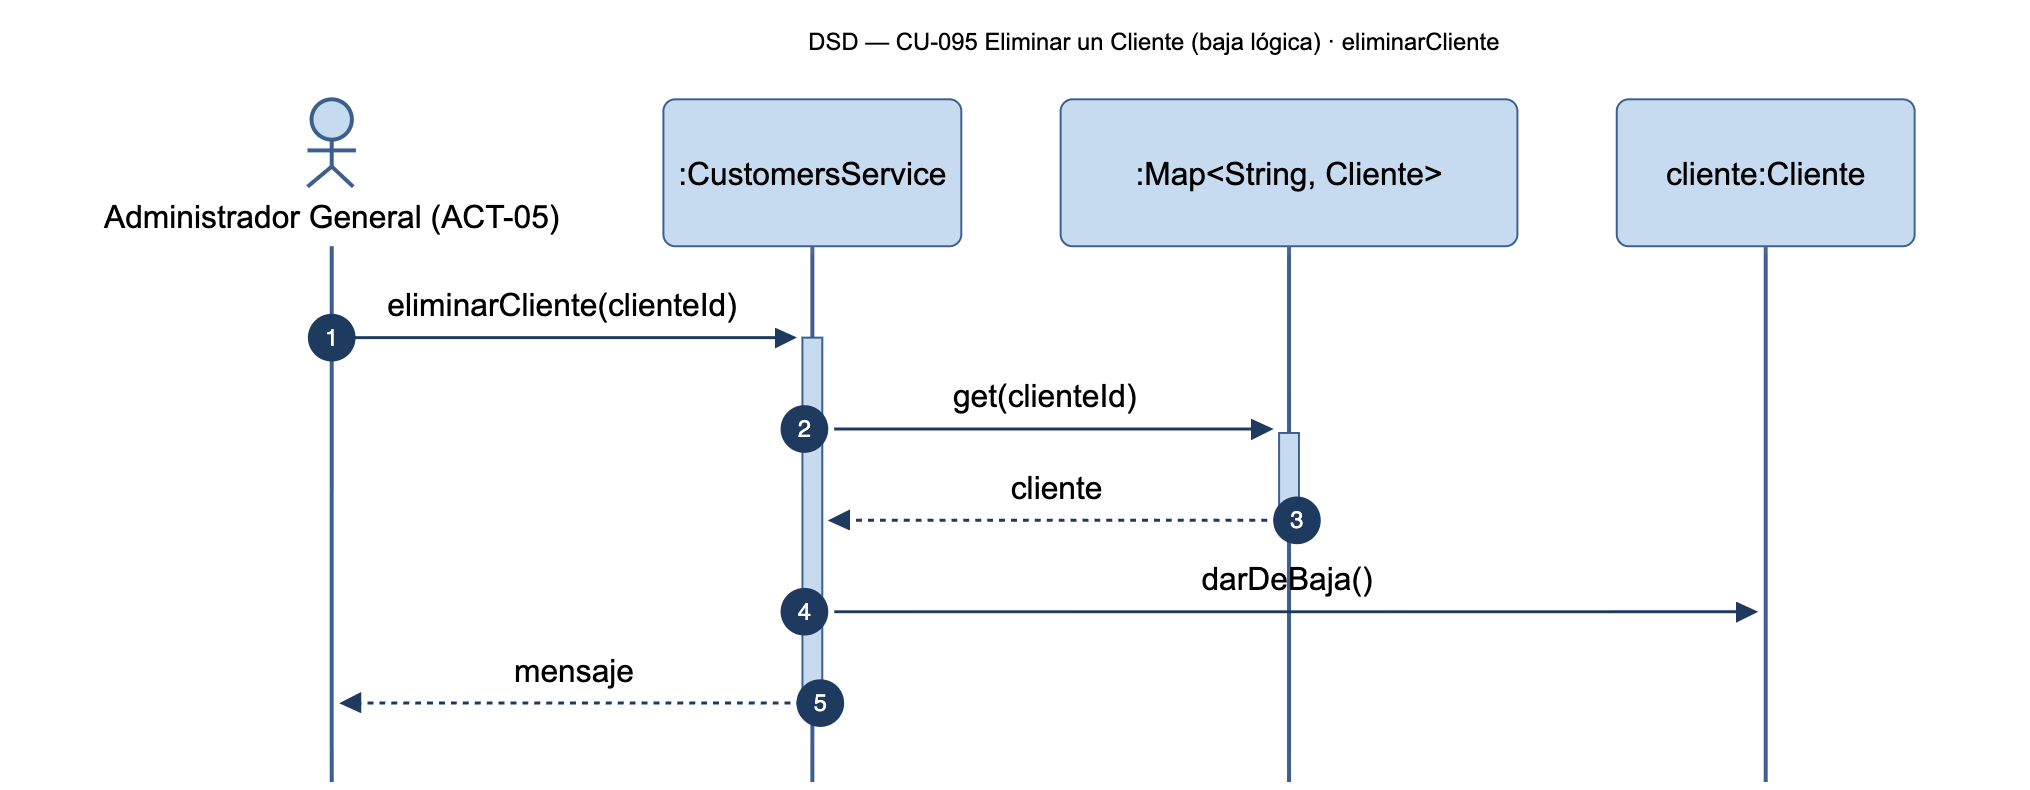 DSD — CU-095 Eliminar un Cliente (baja lógica) · eliminarCliente
Administrador General (ACT-05)
:CustomersService
:Map<String, Cliente>
cliente:Cliente
eliminarCliente(clienteId)
1
get(clienteId)
2
cliente
3
darDeBaja()
4
mensaje
5